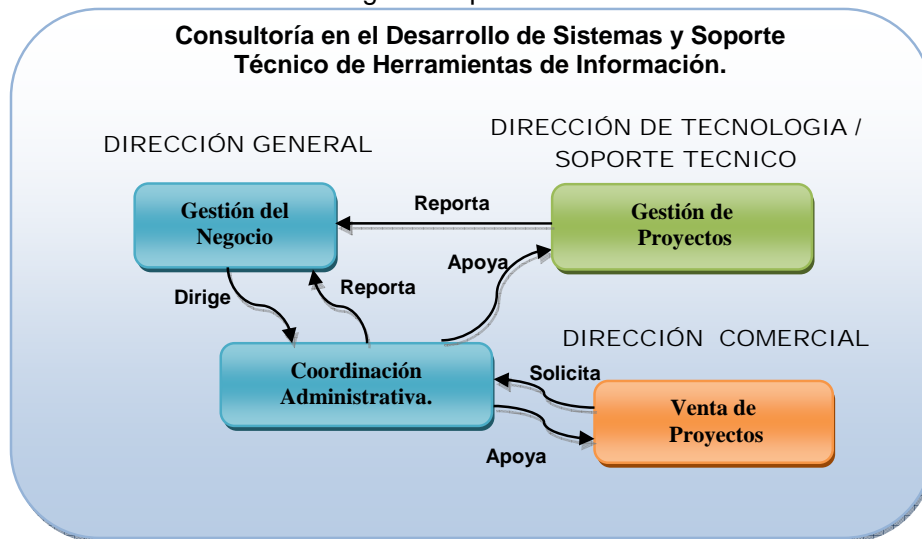 Consultoría en el Desarrollo de Sistemas y Soporte
Técnico de Herramientas de Información.
DIRECCIÓN GENERAL
DIRECCIÓN DE TECNOLOGIA /
SOPORTE TECNICO
Gestión del
Negocio
Reporta
Gestión de
Proyectos
Dirige
Reporta
Apoya
DIRECCIÓN COMERCIAL
Coordinación
Administrativa.
Solicita
Venta de
Proyectos
Apoya